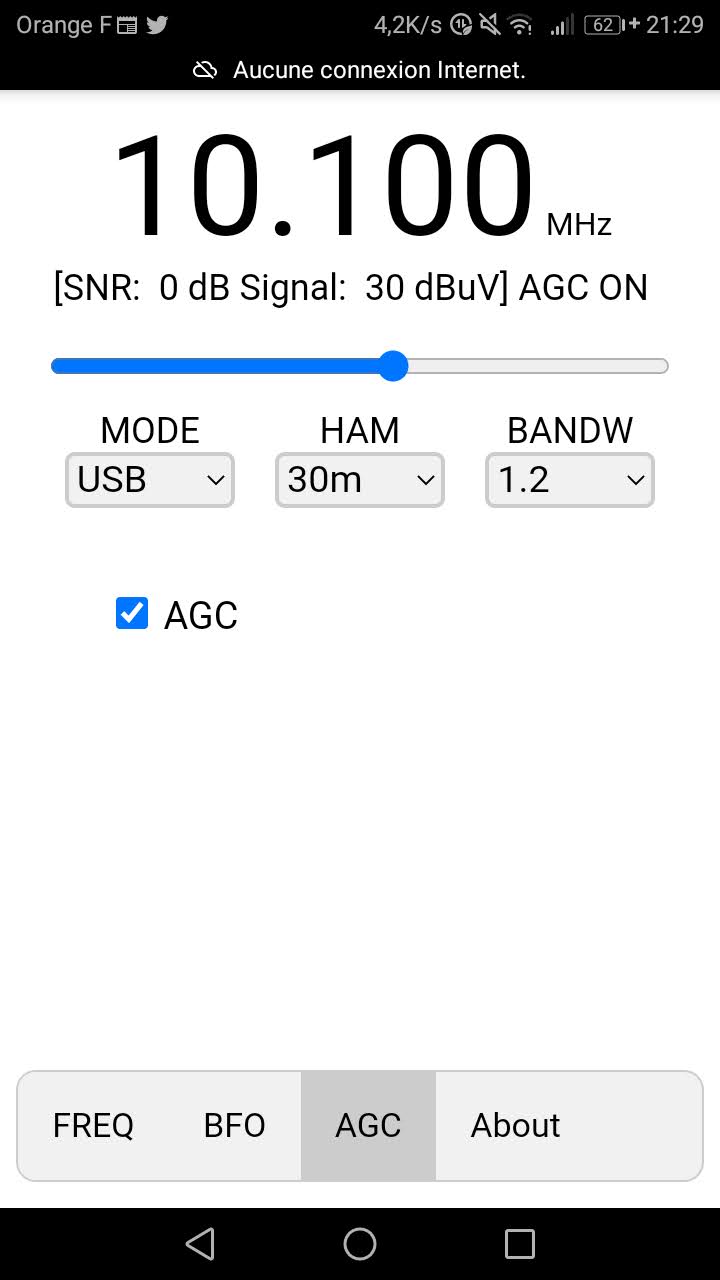 Orange F 4,2K/s 62 21:29
Aucune connexion Internet.
10.100 MHz
[SNR: 0 dB Signal: 30 dBuV] AGC ON
MODE HAM BANDW
USB 30m 1.2
AGC
FREQ BFO AGC About